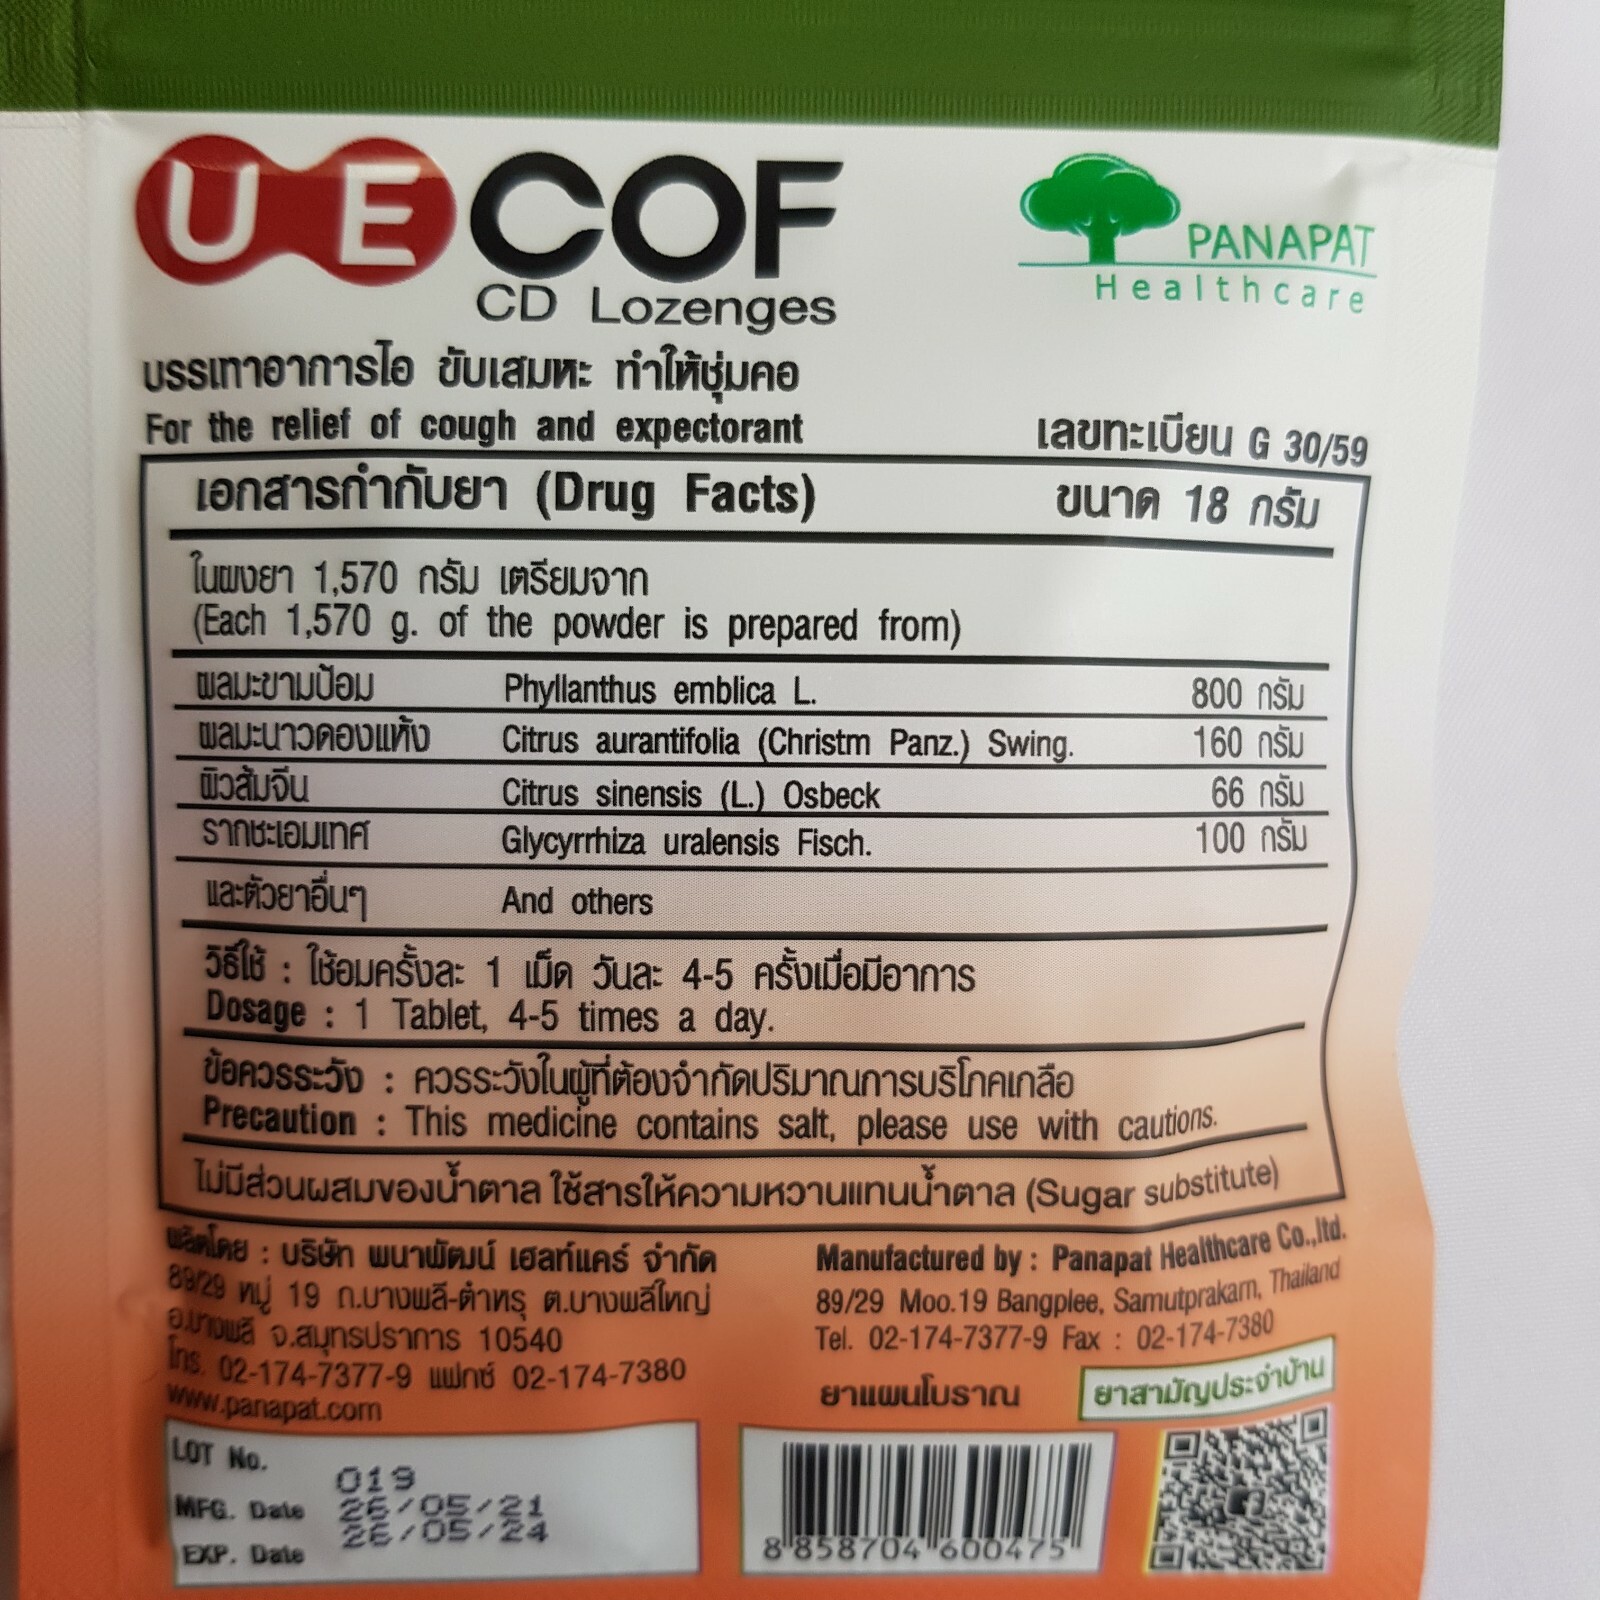 UE COF
CD Lozenges
PANAPAT
Healthcare
บรรเทาอาการไอ ขับเสมหะ ทำให้ชุ่มคอ
For the relief of cough and expectorant
เลขทะเบียน G 30/59
เอกสารกำกับยา (Drug Facts) ขนาด 18 กรัม
ในผงยา 1,570 กรัม เตรียมจาก
(Each 1,570 g. of the powder is prepared from)
ผลมะขามป้อม Phyllanthus emblica L. 800 กรัม
ผลมะนาวดองแห้ง Citrus aurantifolia (Christm Panz.) Swing. 160 กรัม
ผิวส้มจีน Citrus sinensis (L.) Osbeck 66 กรัม
รากชะเอมเทศ Glycyrrhiza uralensis Fisch. 100 กรัม
และตัวยาอื่นๆ And others
วิธีใช้ : ใช้อมครั้งละ 1 เม็ด วันละ 4-5 ครั้งเมื่อมีอาการ
Dosage : 1 Tablet, 4-5 times a day.
ข้อควรระวัง : ควรระวังในผู้ที่ต้องจำกัดปริมาณการบริโภคเกลือ
Precaution : This medicine contains salt, please use with cautions.
ไม่มีส่วนผสมของน้ำตาล ใช้สารให้ความหวานแทนน้ำตาล (Sugar substitute)
ผลิตโดย : บริษัท พนาพัฒน์ เฮลท์แคร์ จำกัด
89/29 หมู่ 19 ถ.บางพลี-ตำหรุ ต.บางพลีใหญ่
อ.บางพลี จ.สมุทรปราการ 10540
โทร. 02-174-7377-9 แฟกซ์ 02-174-7380
www.panapat.com
Manufactured by : Panapat Healthcare Co.,ltd.
89/29 Moo.19 Bangplee, Samutprakarn, Thailand
Tel. 02-174-7377-9 Fax : 02-174-7380
ยาแผนโบราณ ยาสามัญประจำบ้าน
LOT No. 019
MFG. Date 26/05/21
EXP. Date 26/05/24
8 858704 600475